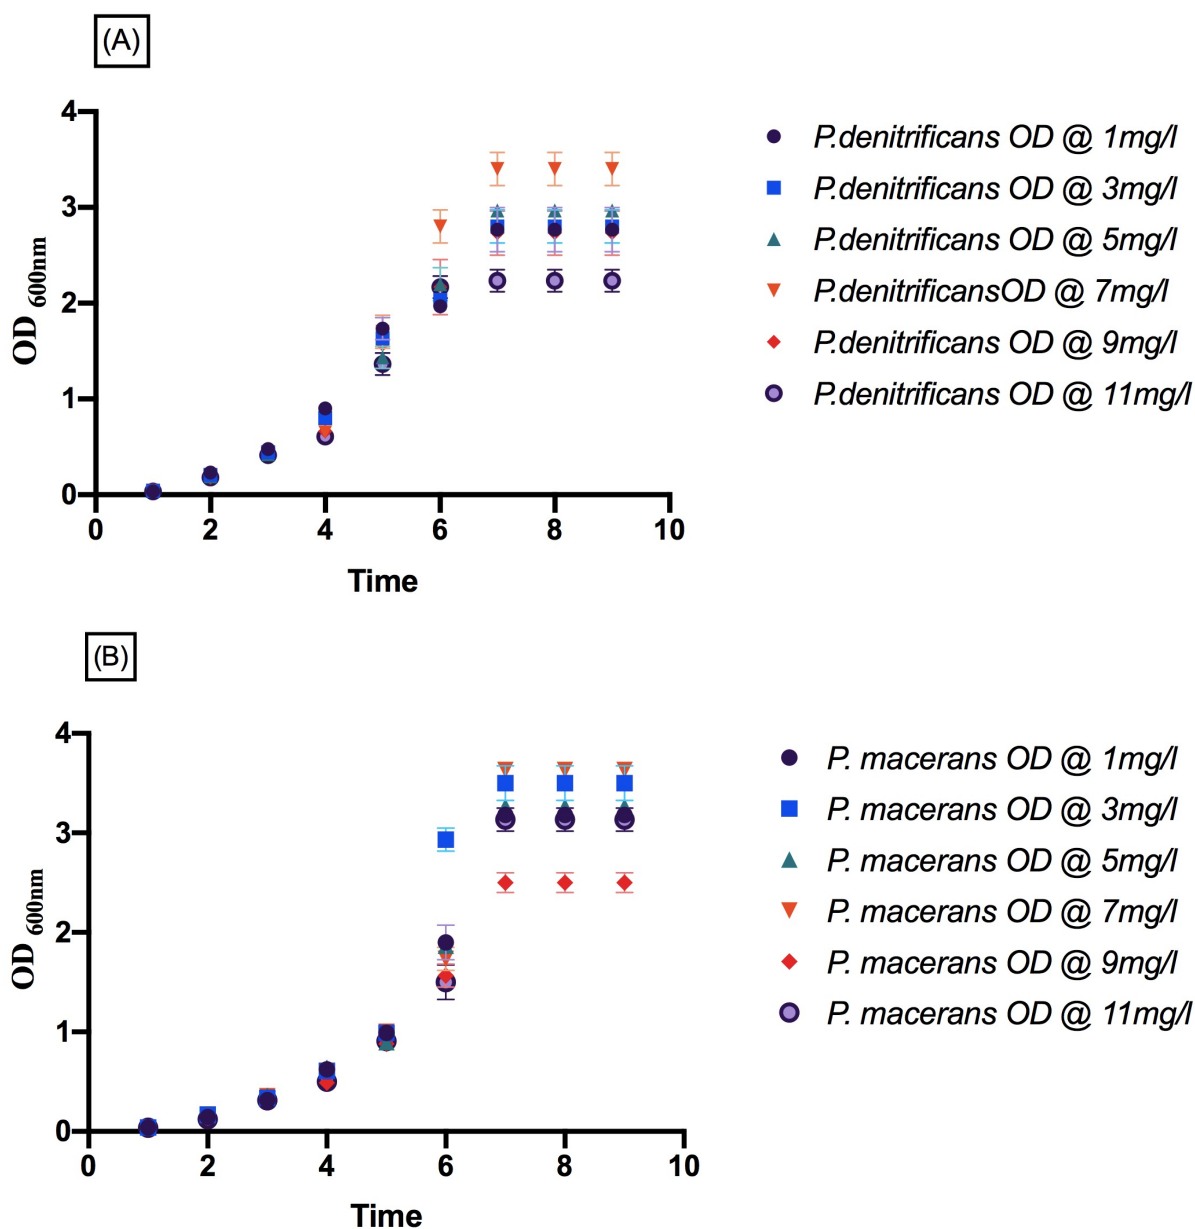 (A)
4
3
2
1
0
OD 600nm
0 2 4 6 8 10
Time
P.denitrificans OD @ 1mg/l
P.denitrificans OD @ 3mg/l
P.denitrificans OD @ 5mg/l
P.denitrificansOD @ 7mg/l
P.denitrificans OD @ 9mg/l
P.denitrificans OD @ 11mg/l
(B)
4
3
2
1
0
OD 600nm
0 2 4 6 8 10
Time
P. macerans OD @ 1mg/l
P. macerans OD @ 3mg/l
P. macerans OD @ 5mg/l
P. macerans OD @ 7mg/l
P. macerans OD @ 9mg/l
P. macerans OD @ 11mg/l